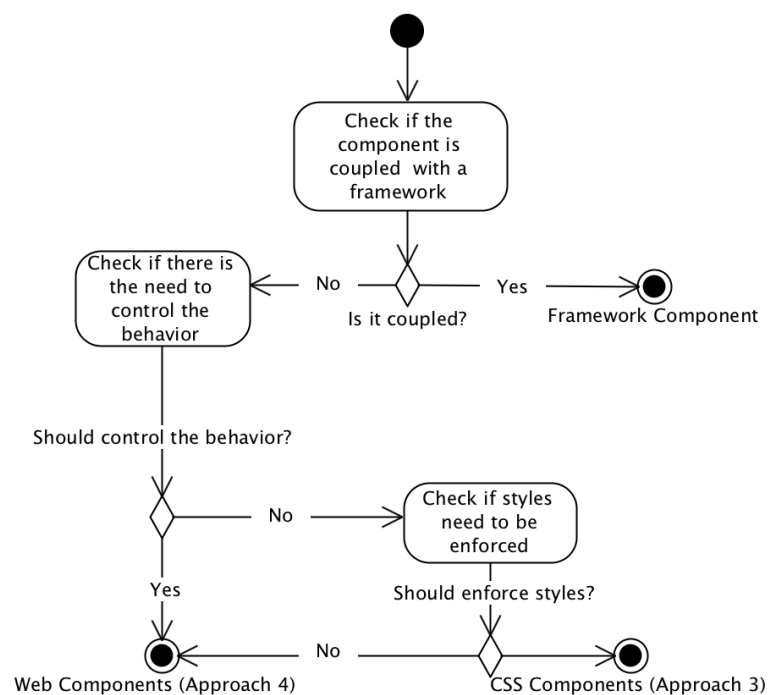 Check if the
component is
coupled with a
framework
Check if there is
the need to
control the
behavior
No
Yes
Is it coupled?
Framework Component
Should control the behavior?
Check if styles
need to be
enforced
No
Yes
Should enforce styles?
No
Web Components (Approach 4)
CSS Components (Approach 3)